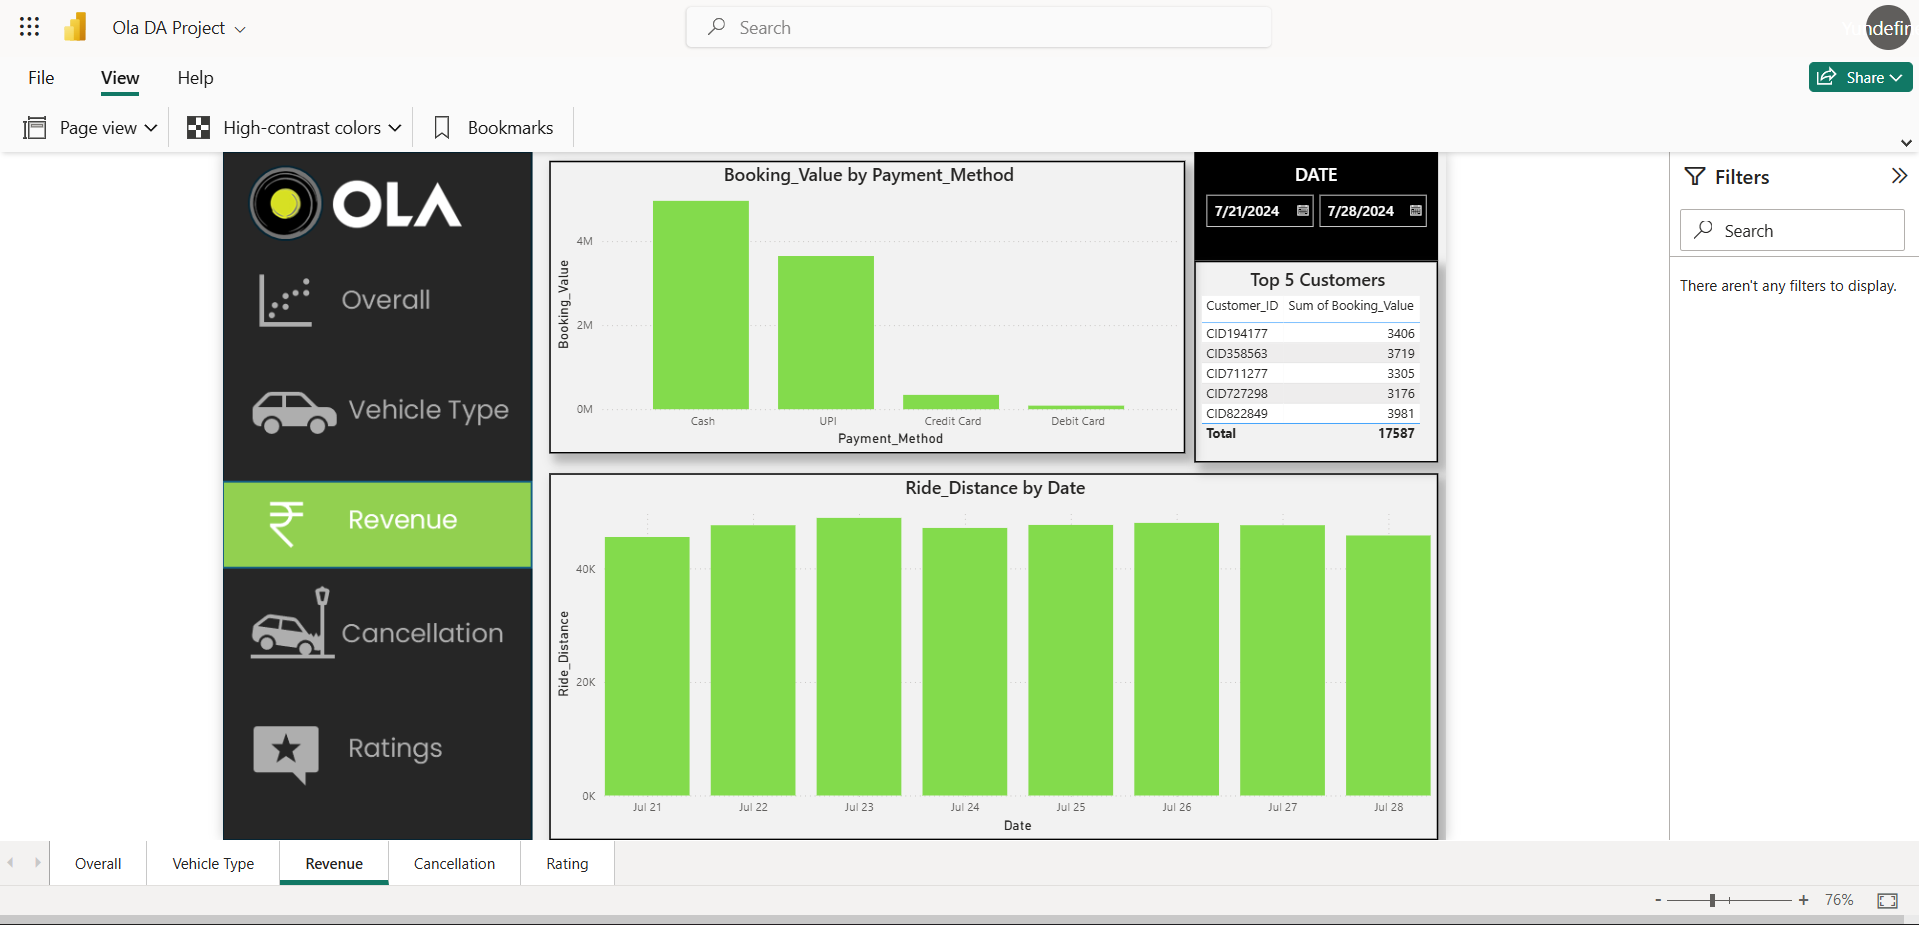 Ola DA Project
Search
File
View
Help
Share
Page view
High-contrast colors
Bookmarks
OLA
Overall
Vehicle Type
Revenue
Cancellation
Ratings
Booking_Value by Payment_Method
4M
2M
0M
Booking_Value
Cash
UPI
Credit Card
Debit Card
Payment_Method
DATE
7/21/2024
7/28/2024
Top 5 Customers
Customer_ID Sum of Booking_Value
CID194177 3406
CID358563 3719
CID711277 3305
CID727298 3176
CID822849 3981
Total 17587
Ride_Distance by Date
40K
20K
0K
Ride_Distance
Jul 21
Jul 22
Jul 23
Jul 24
Jul 25
Jul 26
Jul 27
Jul 28
Date
Filters
Search
There aren't any filters to display.
Overall
Vehicle Type
Revenue
Cancellation
Rating
- + 76%